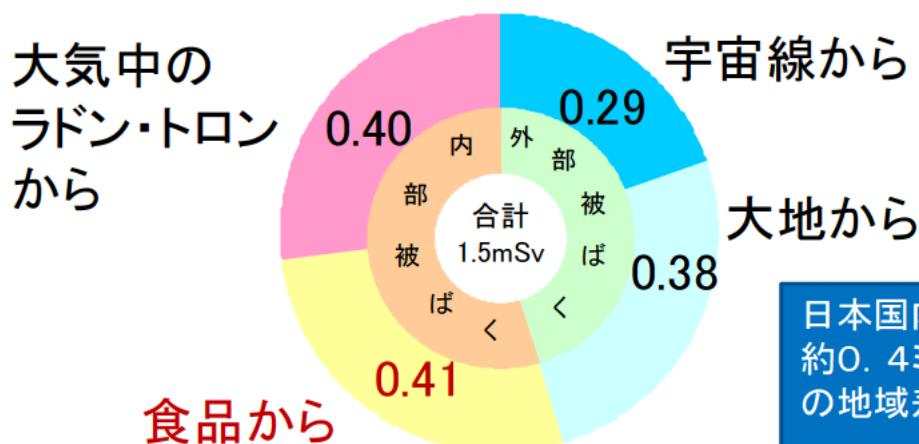 大気中の
ラドン・トロン
から
0.40
宇宙線から
0.29
大地から
0.38
食品から
0.41
外部被ばく
内部被ばく
合計
1.5mSv
日本国内
約0.4
の地域